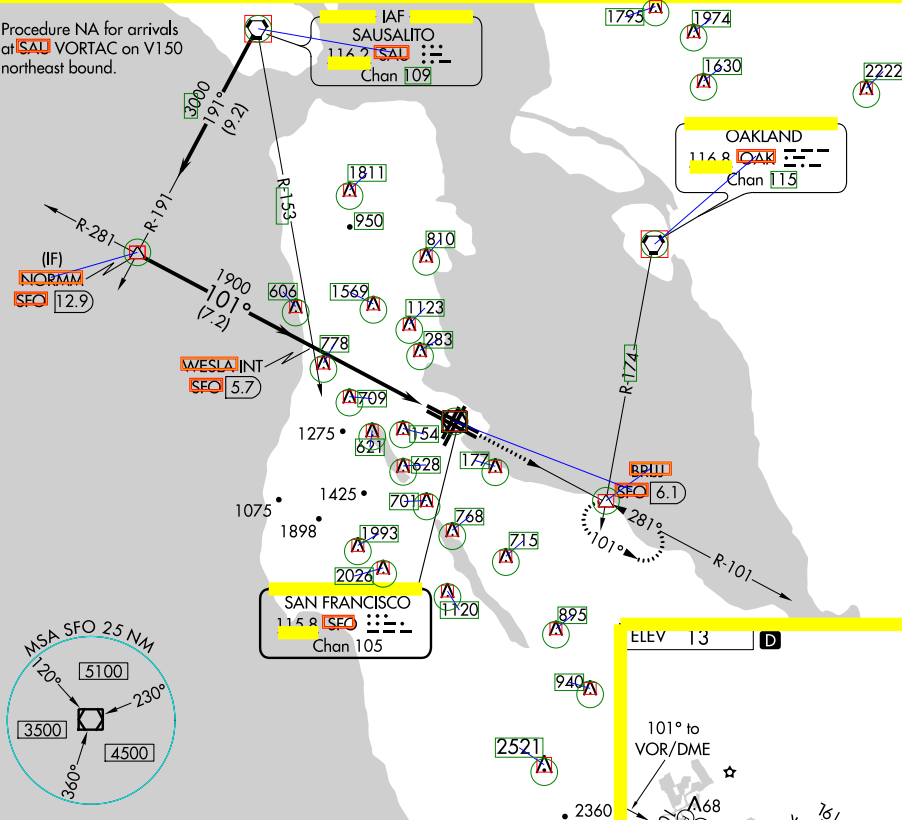 Procedure NA for arrivals
at SAU VORTAC on V150
northeast bound.
IAF
SAUSALITO
116.2 SAU
Chan 109
1795
1974
1630
2222
OAKLAND
116.8 OAK
Chan 115
3000
191°
(9.2)
R-153
R-191
R-281
(IF)
NORMM
SFO 12.9
1900
101°
(7.2)
1811
950
810
606
1569
1123
283
778
WESLA INT
SFO 5.7
709
1275
621
154
628
177
R-174
BRIJJ
SFO 6.1
281°
101°
R-101
1425
701
1075
1898
768
1993
715
2026
1120
SAN FRANCISCO
115.8 SFO
Chan 105
895
940
2521
2360
MSA SFO 25 NM
120°
5100
230°
3500
4500
360°
ELEV 13 D
101° to
VOR/DME
68